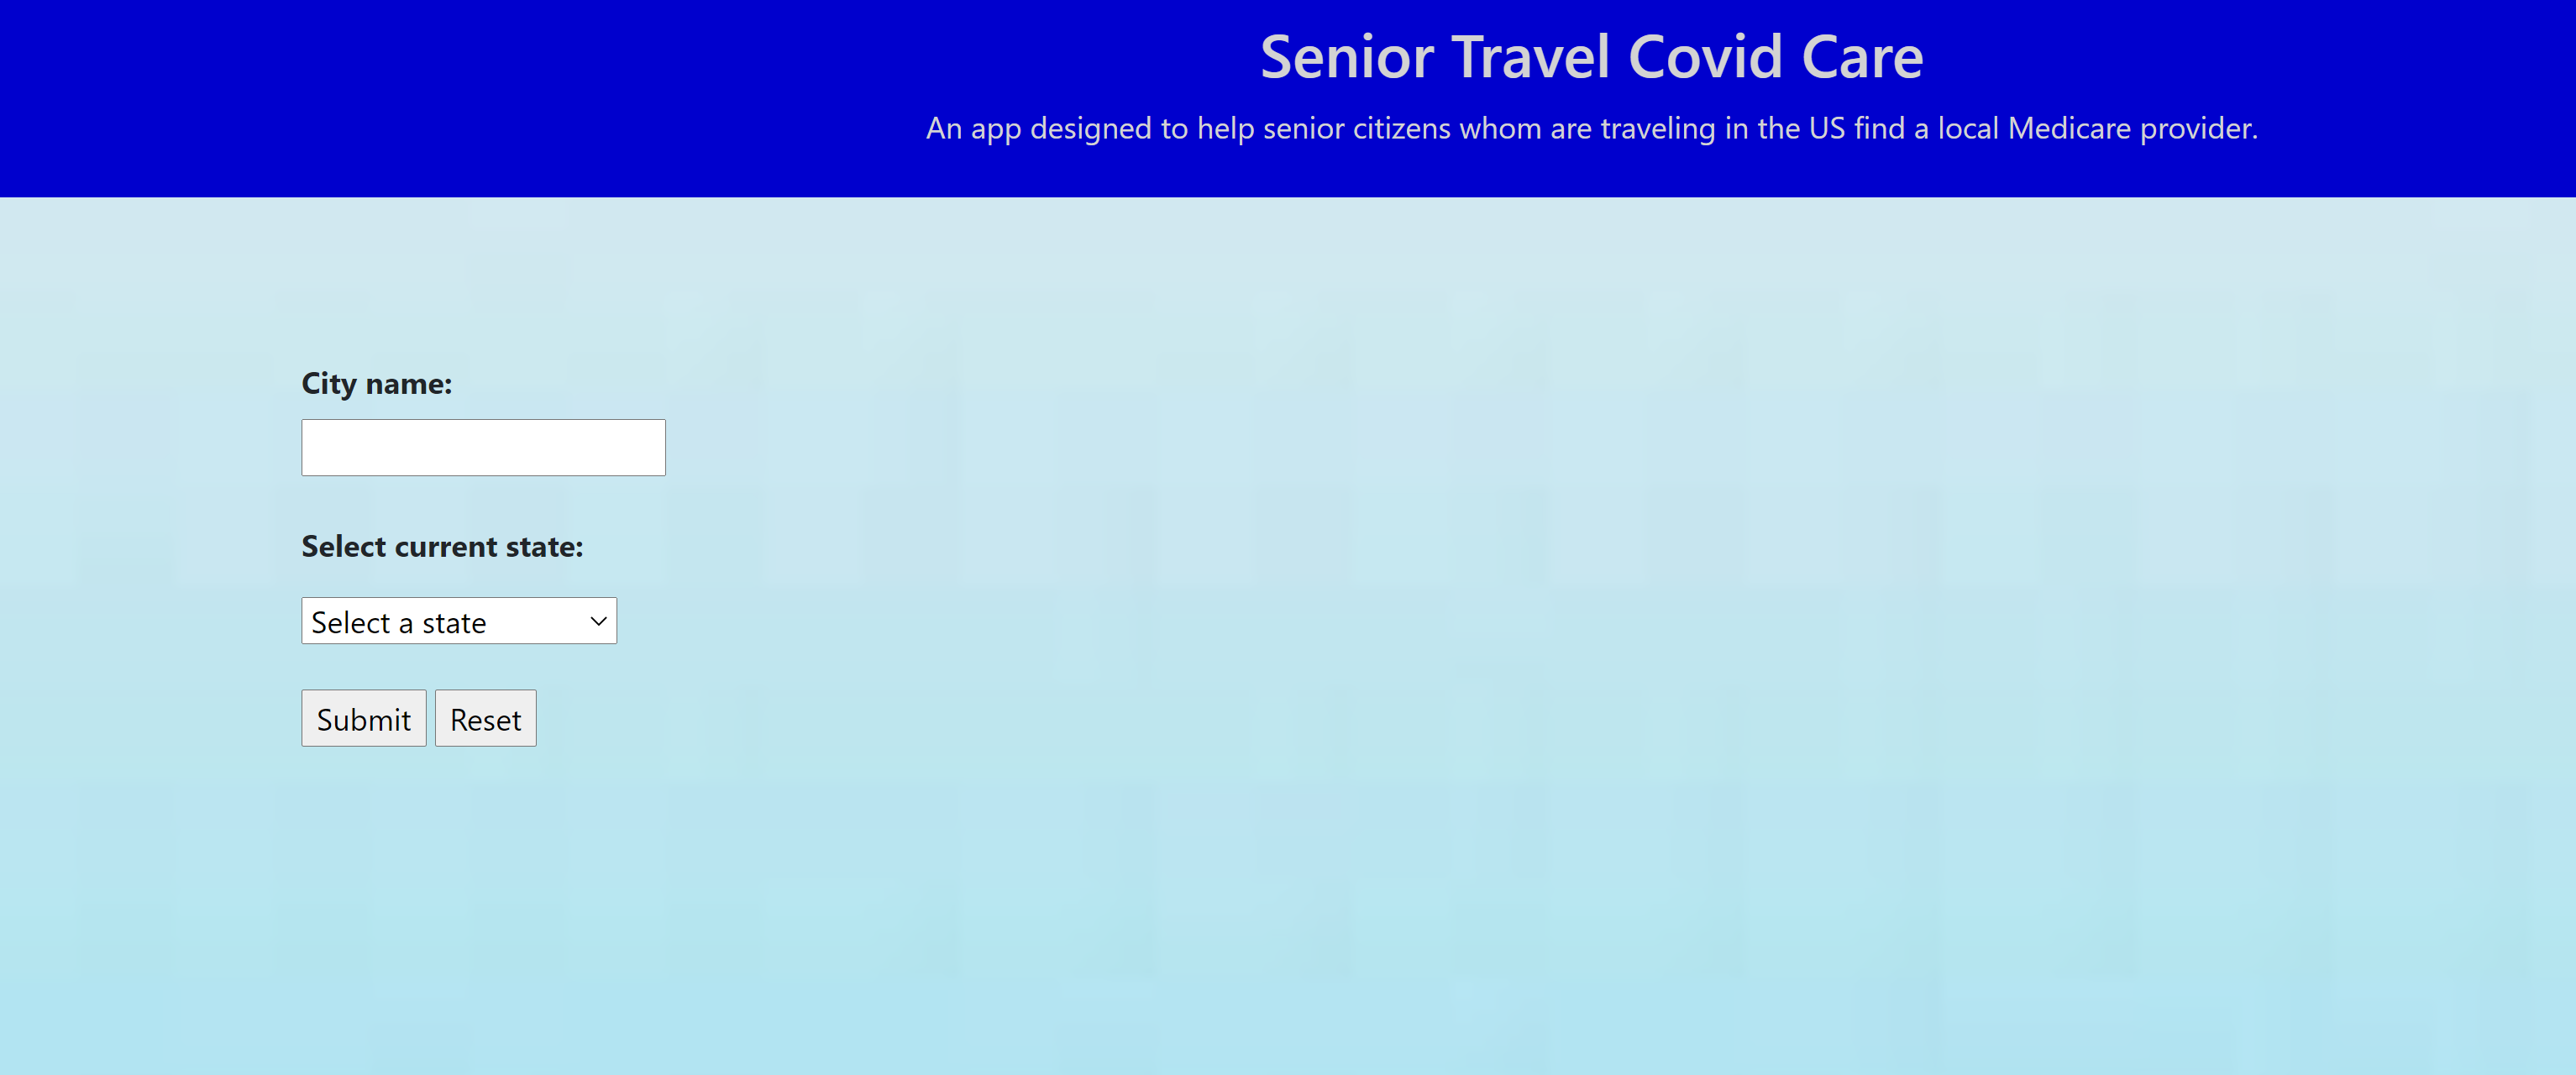 Senior Travel Covid Care
An app designed to help senior citizens whom are traveling in the US find a local Medicare provider.
City name:
Select current state:
Select a state
Submit Reset